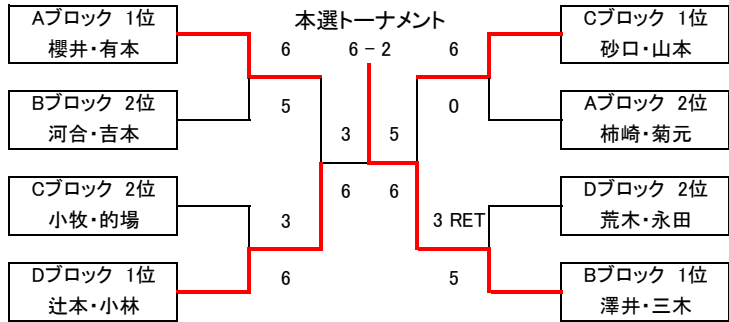 本選トーナメント
Aブロック 1位
櫻井・有本
Bブロック 2位
河合・吉本
Cブロック 2位
小牧・的場
Dブロック 1位
辻本・小林
6
5
3
6
3
6
6－2
5
6
6
0
3 RET
5
Cブロック 1位
砂口・山本
Aブロック 2位
柿崎・菊元
Dブロック 2位
荒木・永田
Bブロック 1位
澤井・三木